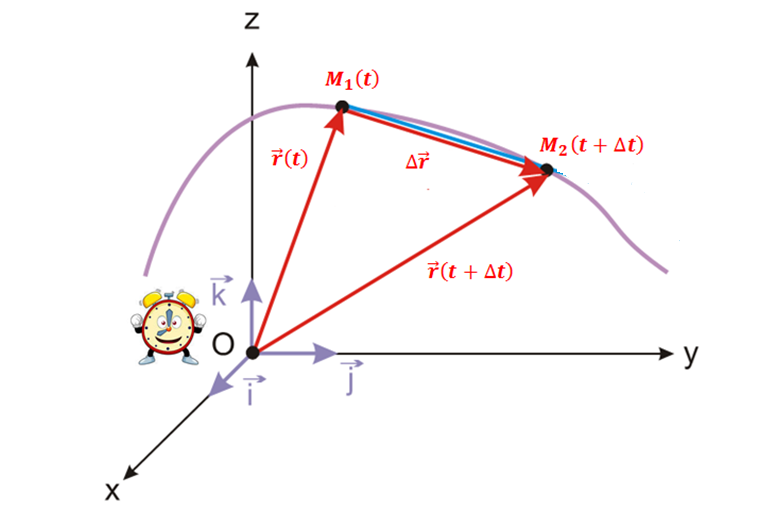 z
M₁(t)
M₂(t + Δt)
r⃗(t)
Δr⃗
r⃗(t + Δt)
k⃗
O
y
i⃗
j⃗
x